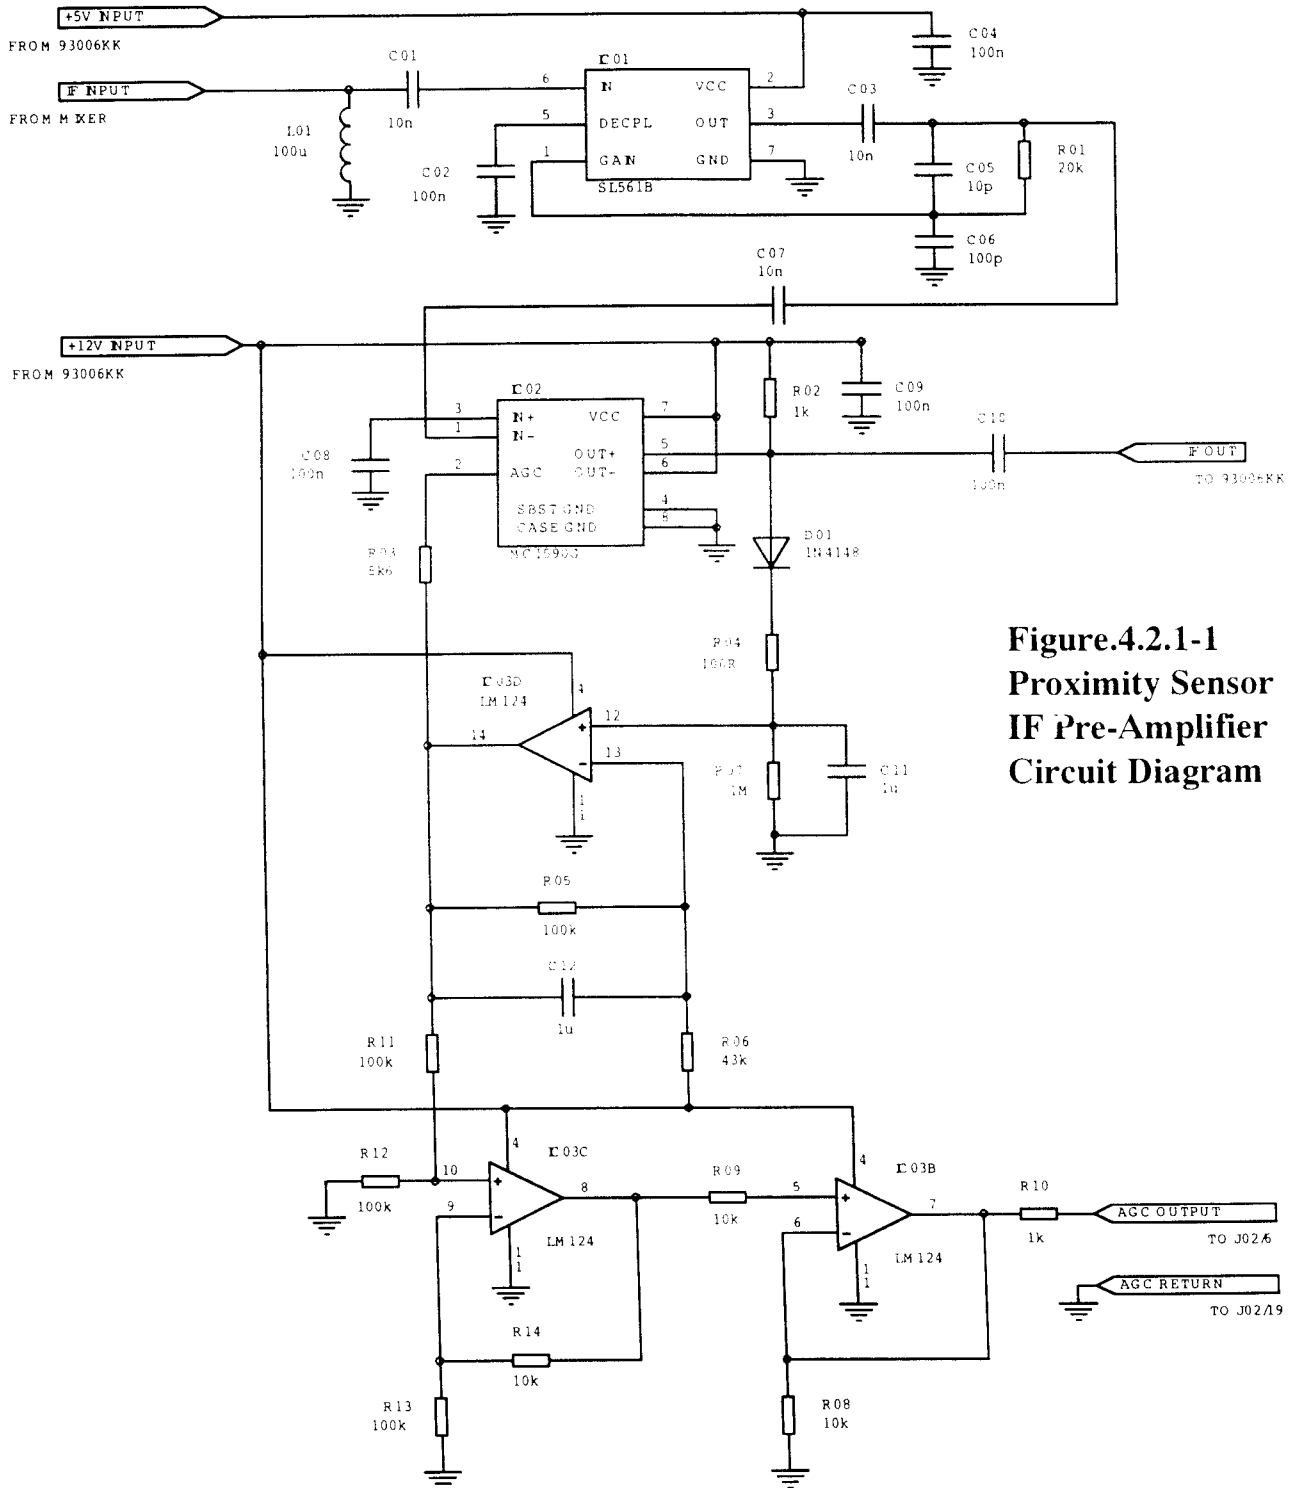 +5V INPUT
FROM 93006KK
IF INPUT
FROM MIXER
L01
100u
C01
10n
C02
100n
IC01
6
IN
VCC
2
5
DECPL
OUT
3
1
GAIN
GND
7
SL561B
C04
100n
C03
10n
C05
10p
R01
20k
C06
100p
C07
10n
+12V INPUT
FROM 93006KK
IC02
3
IN+
VCC
7
1
IN-
OUT+
5
2
AGC
OUT-
6
SBST GND
4
CASE GND
8
MC1590G
C08
100n
R02
1k
C09
100n
C10
100n
IF OUT
TO 93006KK
R03
5k6
D01
1N4148
R04
100R
IC03D
LM124
4
12
+
14
13
-
11
R07
1M
C11
1u
Figure.4.2.1-1
Proximity Sensor
IF Pre-Amplifier
Circuit Diagram
R05
100k
C12
1u
R11
100k
R06
43k
R12
100k
IC03C
4
10
+
8
9
-
LM124
11
R09
10k
IC03B
4
5
+
7
6
-
LM124
11
R10
1k
AGC OUTPUT
TO J02/6
AGC RETURN
TO J02/19
R14
10k
R13
100k
R08
10k